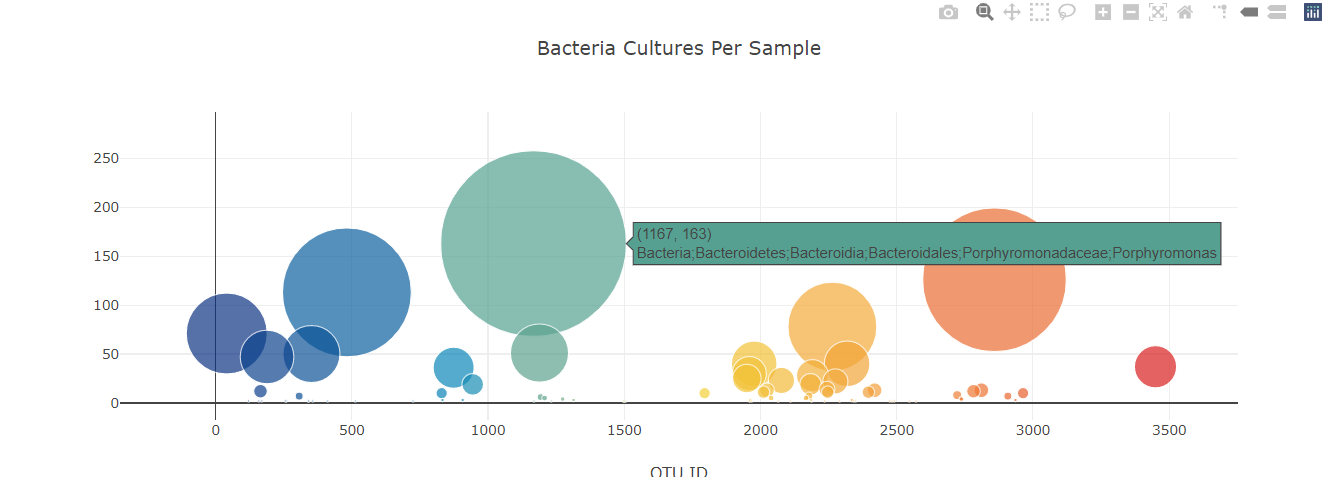 Bacteria Cultures Per Sample
250
200
150
100
50
0
(1167, 163)
Bacteria;Bacteroidetes;Bacteroidia;Bacteroidales;Porphyromonadaceae;Porphyromonas
0 500 1000 1500 2000 2500 3000 3500
OTU ID